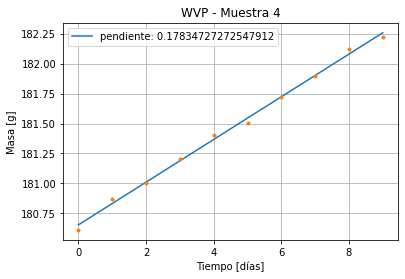 WVP - Muestra 4
pendiente: 0.17834727272547912
182.25
182.00
181.75
181.50
181.25
181.00
180.75
Masa [g]
0 2 4 6 8
Tiempo [días]